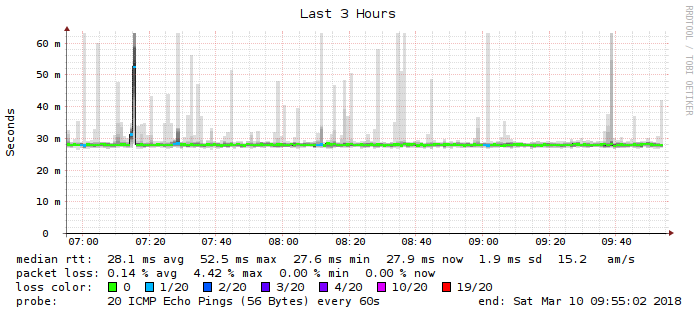 Last 3 Hours
RRDTOOL / TOBI OETIKER
Seconds
60 m
50 m
40 m
30 m
20 m
10 m
0
07:00 07:20 07:40 08:00 08:20 08:40 09:00 09:20 09:40
median rtt: 28.1 ms avg 52.5 ms max 27.6 ms min 27.9 ms now 1.9 ms sd 15.2 am/s
packet loss: 0.14 % avg 4.42 % max 0.00 % min 0.00 % now
loss color: 0 1/20 2/20 3/20 4/20 10/20 19/20
probe: 20 ICMP Echo Pings (56 Bytes) every 60s end: Sat Mar 10 09:55:02 2018